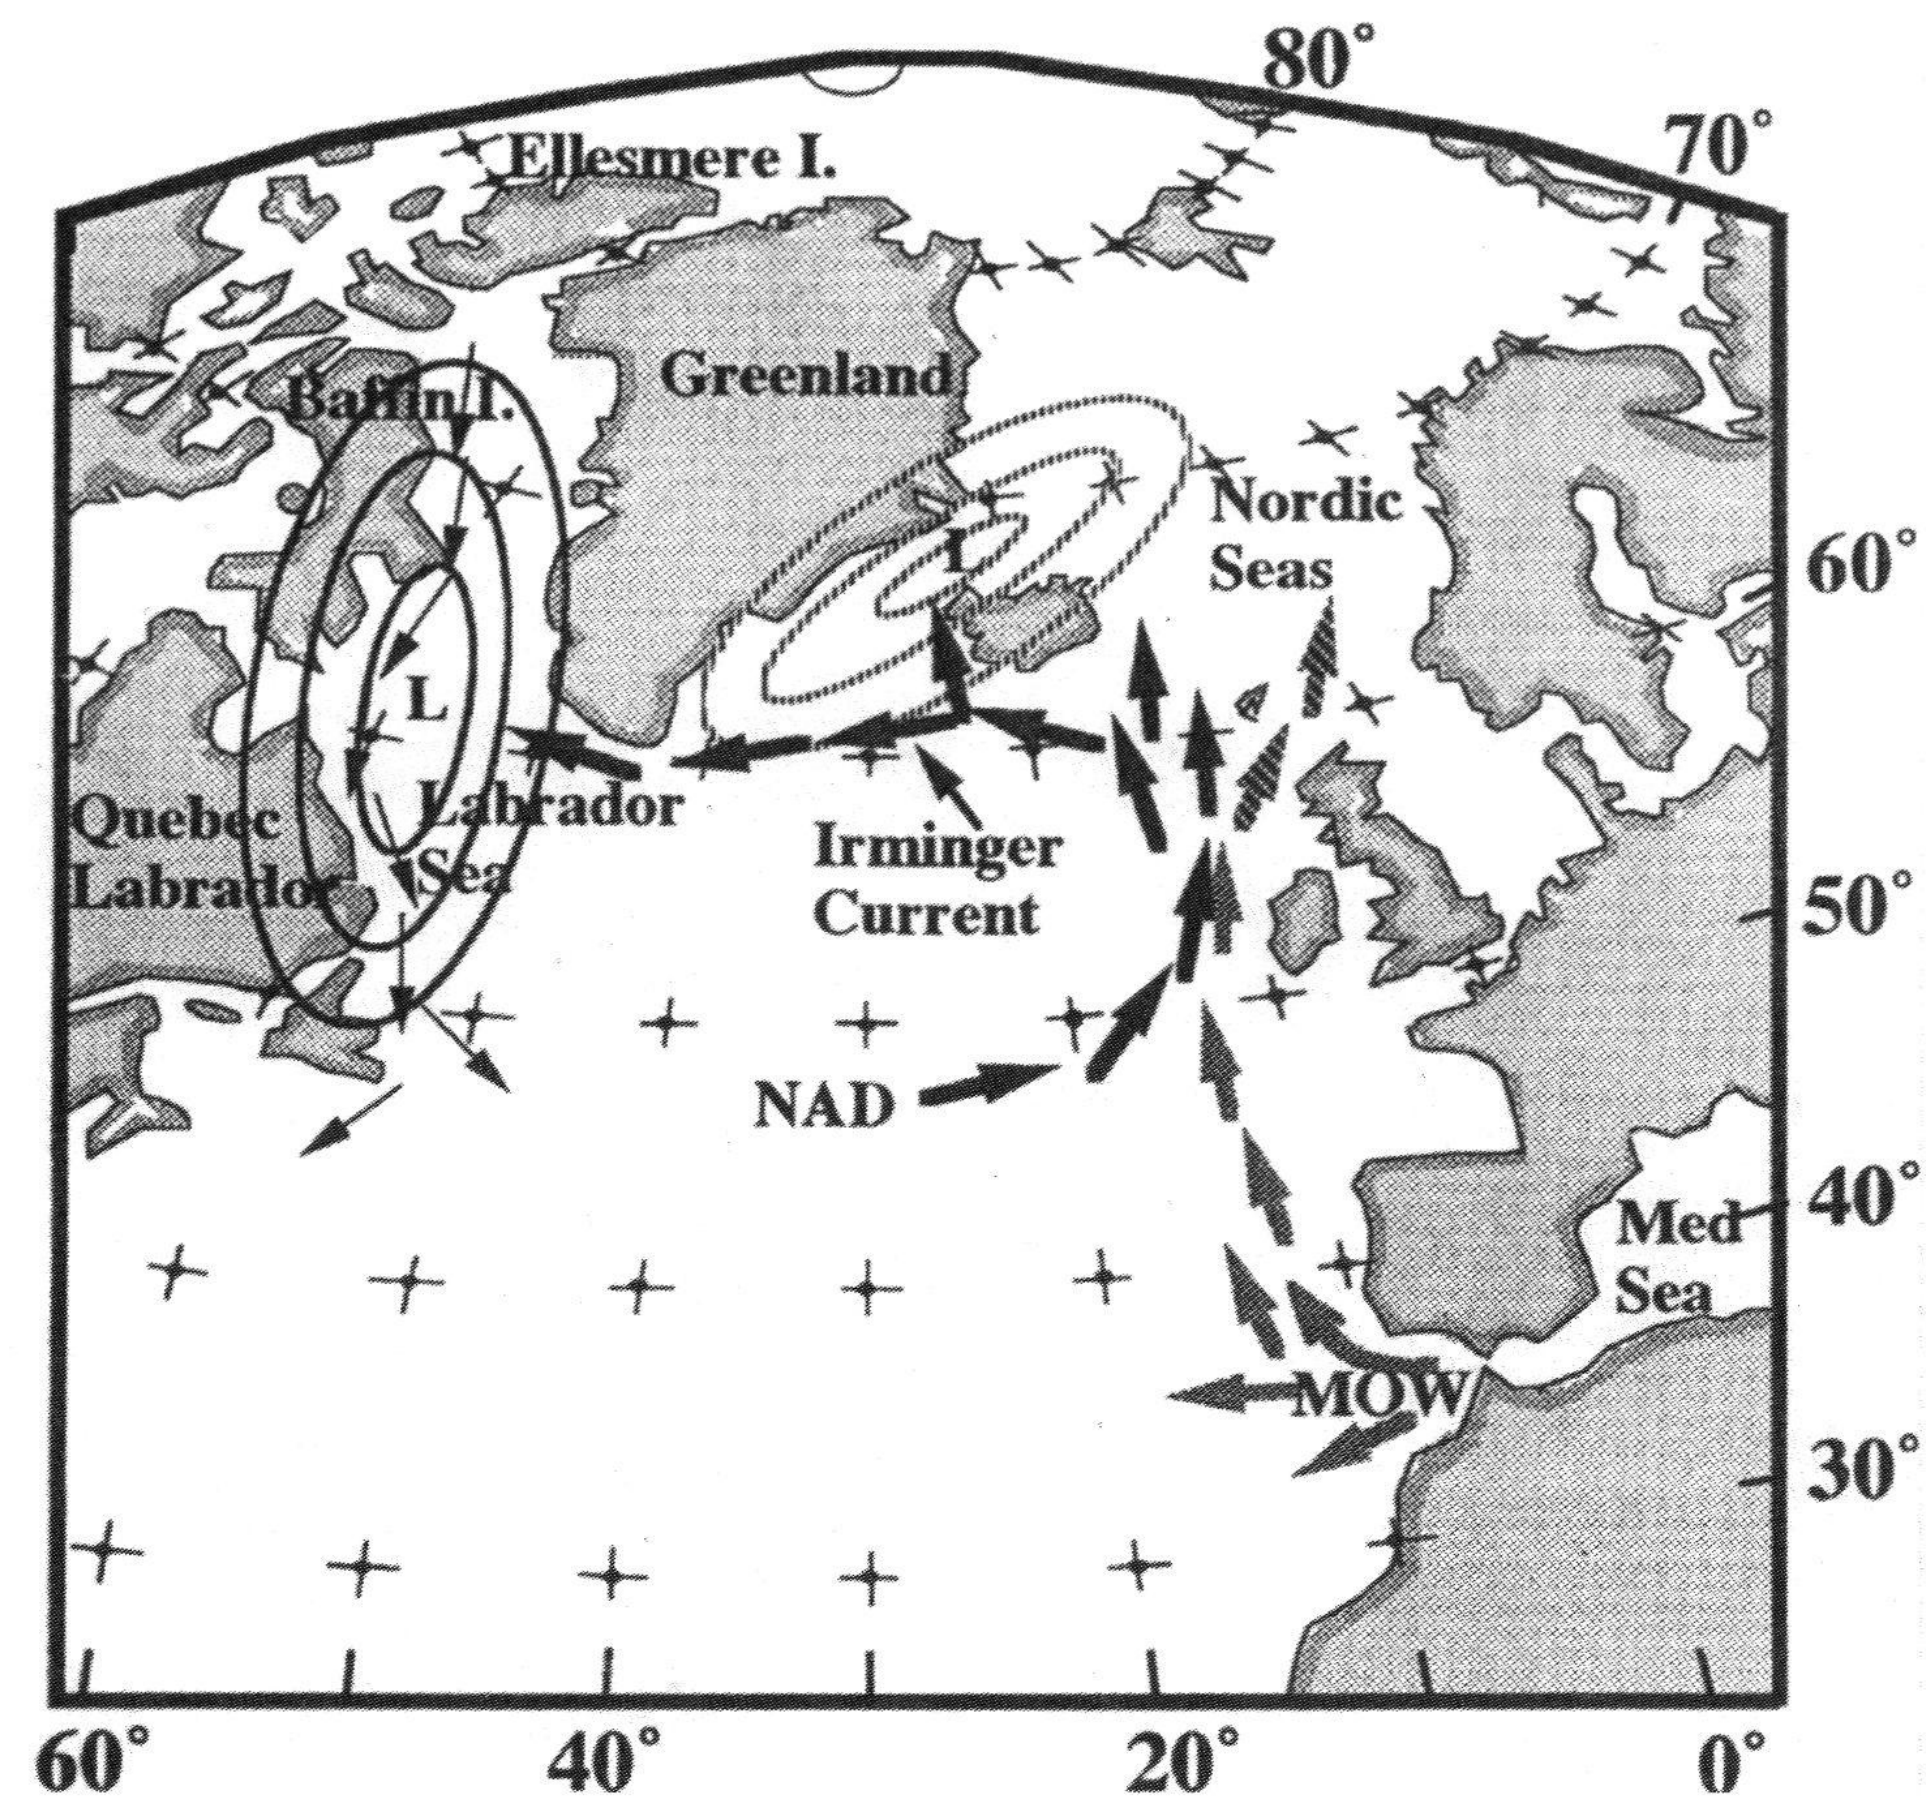 80°
70°
Ellesmere I.
Greenland
Baffin I.
Nordic
Seas
60°
L
L
Labrador
Sea
Quebec
Labrador
Irminger
Current
50°
NAD
40°
Med
Sea
MOW
30°
60°
40°
20°
0°